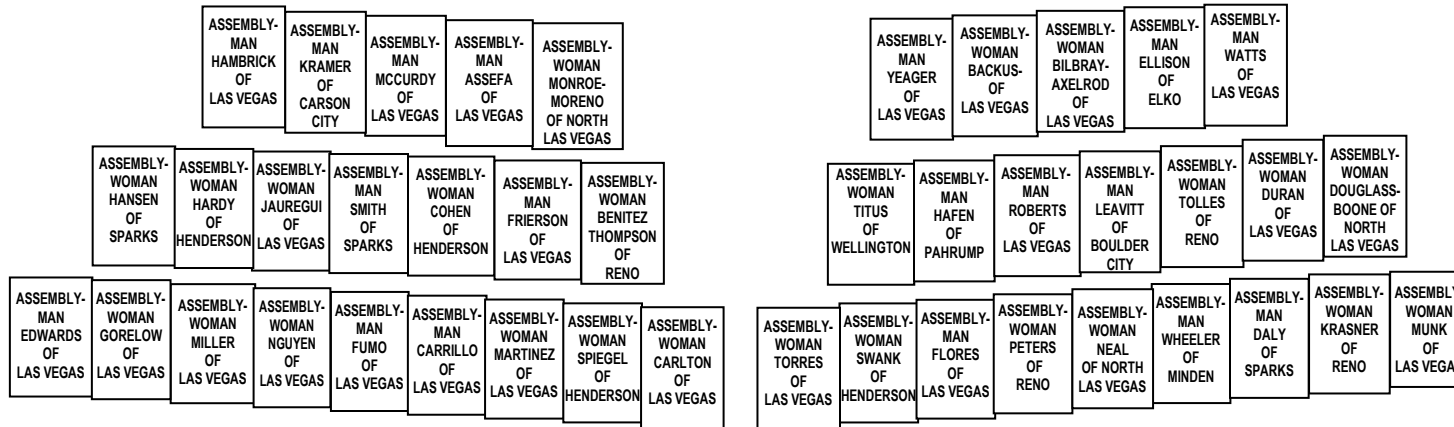 ASSEMBLY-
MAN
HAMBRICK
OF
LAS VEGAS
ASSEMBLY-
MAN
KRAMER
OF
CARSON
CITY
ASSEMBLY-
MAN
MCCURDY
OF
LAS VEGAS
ASSEMBLY-
MAN
ASSEFA
OF
LAS VEGAS
ASSEMBLY-
WOMAN
MONROE-
MORENO
OF NORTH
LAS VEGAS
ASSEMBLY-
MAN
YEAGER
OF
LAS VEGAS
ASSEMBLY-
WOMAN
BACKUS-
OF
LAS VEGAS
ASSEMBLY-
WOMAN
BILBRAY-
AXELROD
OF
LAS VEGAS
ASSEMBLY-
MAN
ELLISON
OF
ELKO
ASSEMBLY-
MAN
WATTS
OF
LAS VEGAS
ASSEMBLY-
WOMAN
HANSEN
OF
SPARKS
ASSEMBLY-
WOMAN
HARDY
OF
HENDERSON
ASSEMBLY-
WOMAN
JAUREGUI
OF
LAS VEGAS
ASSEMBLY-
MAN
SMITH
OF
SPARKS
ASSEMBLY-
WOMAN
COHEN
OF
HENDERSON
ASSEMBLY-
MAN
FRIERSON
OF
LAS VEGAS
ASSEMBLY-
WOMAN
BENITEZ
THOMPSON
OF
RENO
ASSEMBLY-
WOMAN
TITUS
OF
WELLINGTON
ASSEMBLY-
MAN
HAFEN
OF
PAHRUMP
ASSEMBLY-
MAN
ROBERTS
OF
LAS VEGAS
ASSEMBLY-
MAN
LEAVITT
OF
BOULDER
CITY
ASSEMBLY-
WOMAN
TOLLES
OF
RENO
ASSEMBLY-
WOMAN
DURAN
OF
LAS VEGAS
ASSEMBLY-
WOMAN
DOUGLASS-
BOONE OF
NORTH
LAS VEGAS
ASSEMBLY-
MAN
EDWARDS
OF
LAS VEGAS
ASSEMBLY-
WOMAN
GORELOW
OF
LAS VEGAS
ASSEMBLY-
WOMAN
MILLER
OF
LAS VEGAS
ASSEMBLY-
WOMAN
NGUYEN
OF
LAS VEGAS
ASSEMBLY-
MAN
FUMO
OF
LAS VEGAS
ASSEMBLY-
MAN
CARRILLO
OF
LAS VEGAS
ASSEMBLY-
WOMAN
MARTINEZ
OF
LAS VEGAS
ASSEMBLY-
WOMAN
SPIEGEL
OF
HENDERSON
ASSEMBLY-
WOMAN
CARLTON
OF
LAS VEGAS
ASSEMBLY-
WOMAN
TORRES
OF
LAS VEGAS
ASSEMBLY-
WOMAN
SWANK
OF
HENDERSON
ASSEMBLY-
MAN
FLORES
OF
LAS VEGAS
ASSEMBLY-
WOMAN
PETERS
OF
RENO
ASSEMBLY-
WOMAN
NEAL
OF NORTH
LAS VEGAS
ASSEMBLY-
MAN
WHEELER
OF
MINDEN
ASSEMBLY-
MAN
DALY
OF
SPARKS
ASSEMBLY-
WOMAN
KRASNER
OF
RENO
ASSEMBLY
WOMAN
MUNK
OF
LAS VEGA